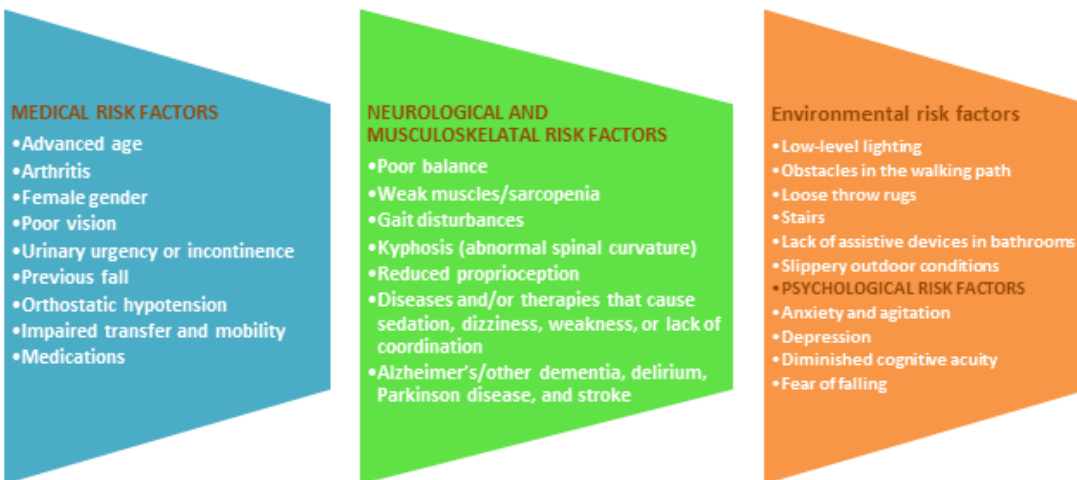 MEDICAL RISK FACTORS
•Advanced age
•Arthritis
•Female gender
•Poor vision
•Urinary urgency or incontinence
•Previous fall
•Orthostatic hypotension
•Impaired transfer and mobility
•Medications
NEUROLOGICAL AND
MUSCULOSKELATAL RISK FACTORS
•Poor balance
•Weak muscles/sarcopenia
•Gait disturbances
•Kyphosis (abnormal spinal curvature)
•Reduced proprioception
•Diseases and/or therapies that cause
sedation, dizziness, weakness, or lack of
coordination
•Alzheimer's/other dementia, delirium,
Parkinson disease, and stroke
Environmental risk factors
•Low-level lighting
•Obstacles in the walking path
•Loose throw rugs
•Stairs
•Lack of assistive devices in bathrooms
•Slippery outdoor conditions
•PSYCHOLOGICAL RISK FACTORS
•Anxiety and agitation
•Depression
•Diminished cognitive acuity
•Fear of falling